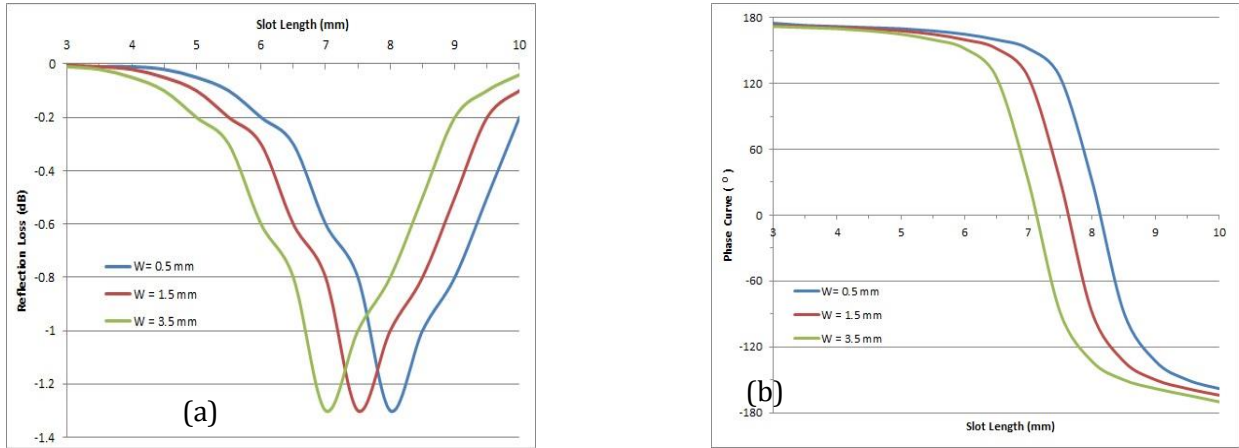 Slot Length (mm)
3 4 5 6 7 8 9 10
0
-0.2
-0.4
-0.6
-0.8
-1
-1.2
-1.4
Reflection Loss (dB)
W= 0.5 mm
W = 1.5 mm
W = 3.5 mm
(a)
180
120
60
0
-60
-120
-180
Phase Curve ( ° )
3 4 5 6 7 8 9 10
W= 0.5 mm
W = 1.5 mm
W = 3.5 mm
(b)
Slot Length (mm)